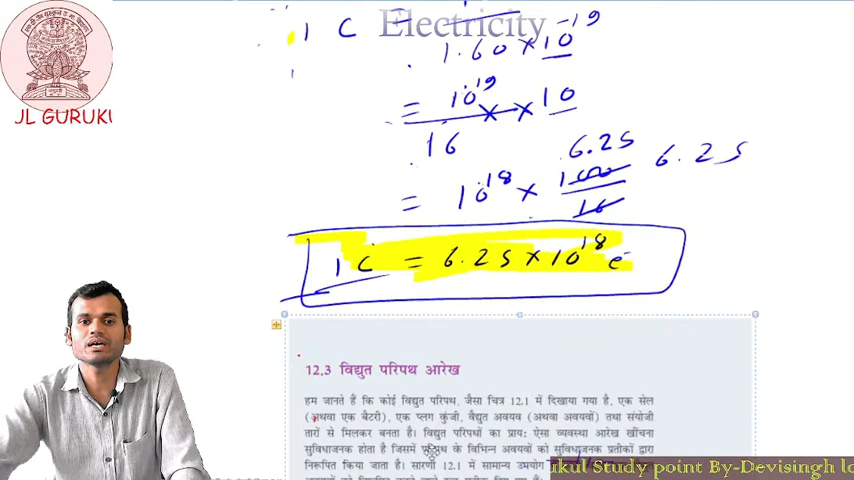 Electricity
1 C =
1.60 × 10⁻¹⁹
JL GURUKU
= 10¹⁹ × × 10
16
6.25
6.25
= 10¹⁸ × 100
16
1 C = 6.25 × 10¹⁸ e⁻
12.3 विद्युत परिपथ आरेख
हम जानते हैं कि कोई विद्युत परिपथ, जैसा चित्र 12.1 में दिखाया गया है, एक सेल
(अथवा एक बैटरी), एक प्लग कुंजी, वैद्युत अवयव (अथवा अवयवों) तथा संयोजी
तारों से मिलकर बनता है। विद्युत परिपथों का प्राय: ऐसा व्यवस्था आरेख खींचना
सुविधाजनक होता है जिसमें परिपथ के विभिन्न अवयवों को सुविधाजनक प्रतीकों द्वारा
निरूपित किया जाता है। सारणी 12.1 में सामान्य उपयोग
ukul Study point By-Devisingh lo